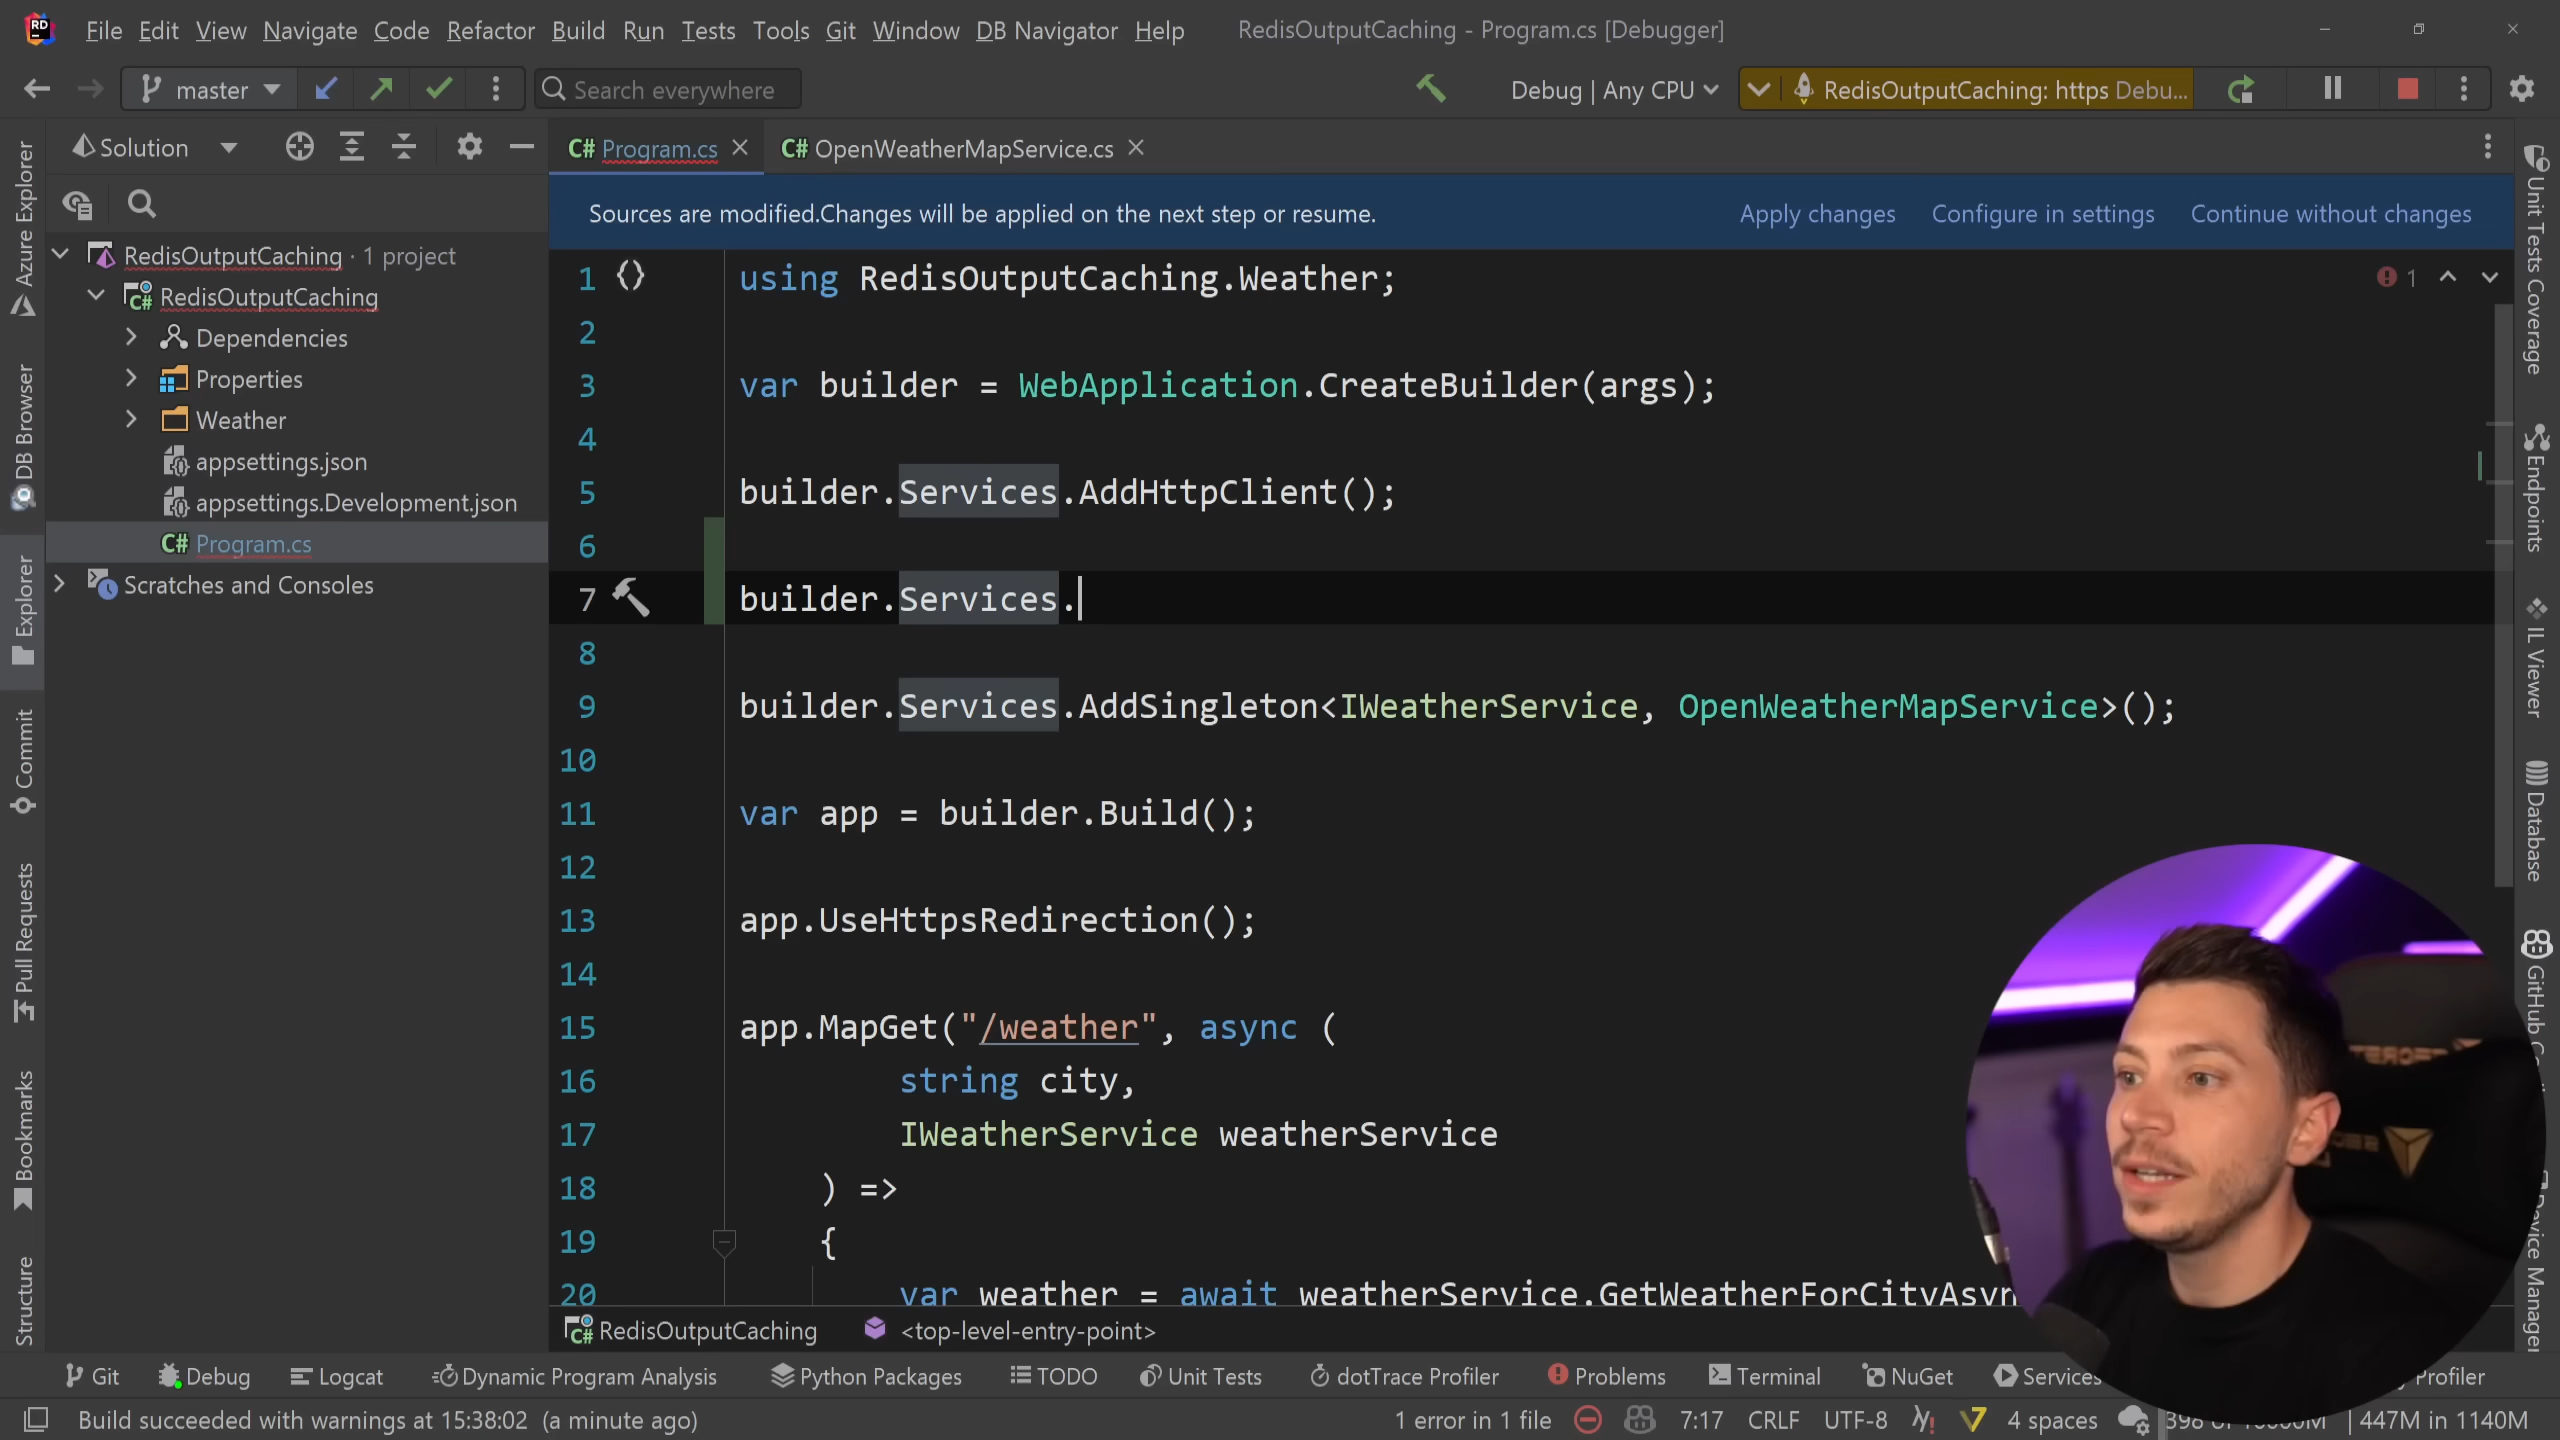 File Edit View Navigate Code Refactor Build Run Tests Tools Git Window DB Navigator Help RedisOutputCaching - Program.cs [Debugger]
master Search everywhere Debug | Any CPU RedisOutputCaching: https Debu...
Solution
Program.cs OpenWeatherMapService.cs
Sources are modified.Changes will be applied on the next step or resume. Apply changes Configure in settings Continue without changes
RedisOutputCaching · 1 project
RedisOutputCaching
Dependencies
Properties
Weather
appsettings.json
appsettings.Development.json
Program.cs
Scratches and Consoles
Azure Explorer
DB Browser
Explorer
Commit
Pull Requests
Bookmarks
Structure
1 using RedisOutputCaching.Weather;
2
3 var builder = WebApplication.CreateBuilder(args);
4
5 builder.Services.AddHttpClient();
6
7 builder.Services.
8
9 builder.Services.AddSingleton<IWeatherService, OpenWeatherMapService>();
10
11 var app = builder.Build();
12
13 app.UseHttpsRedirection();
14
15 app.MapGet("/weather", async (
16 string city,
17 IWeatherService weatherService
18 ) =>
19 {
20 var weather = await weatherService.GetWeatherForCityAsyn
1
Unit Tests Coverage
Endpoints
IL Viewer
Database
GitHub
Device Manager
RedisOutputCaching <top-level-entry-point>
Git Debug Logcat Dynamic Program Analysis Python Packages TODO Unit Tests dotTrace Profiler Problems Terminal NuGet Services Profiler
Build succeeded with warnings at 15:38:02 (a minute ago) 1 error in 1 file 7:17 CRLF UTF-8 4 spaces 447M in 1140M